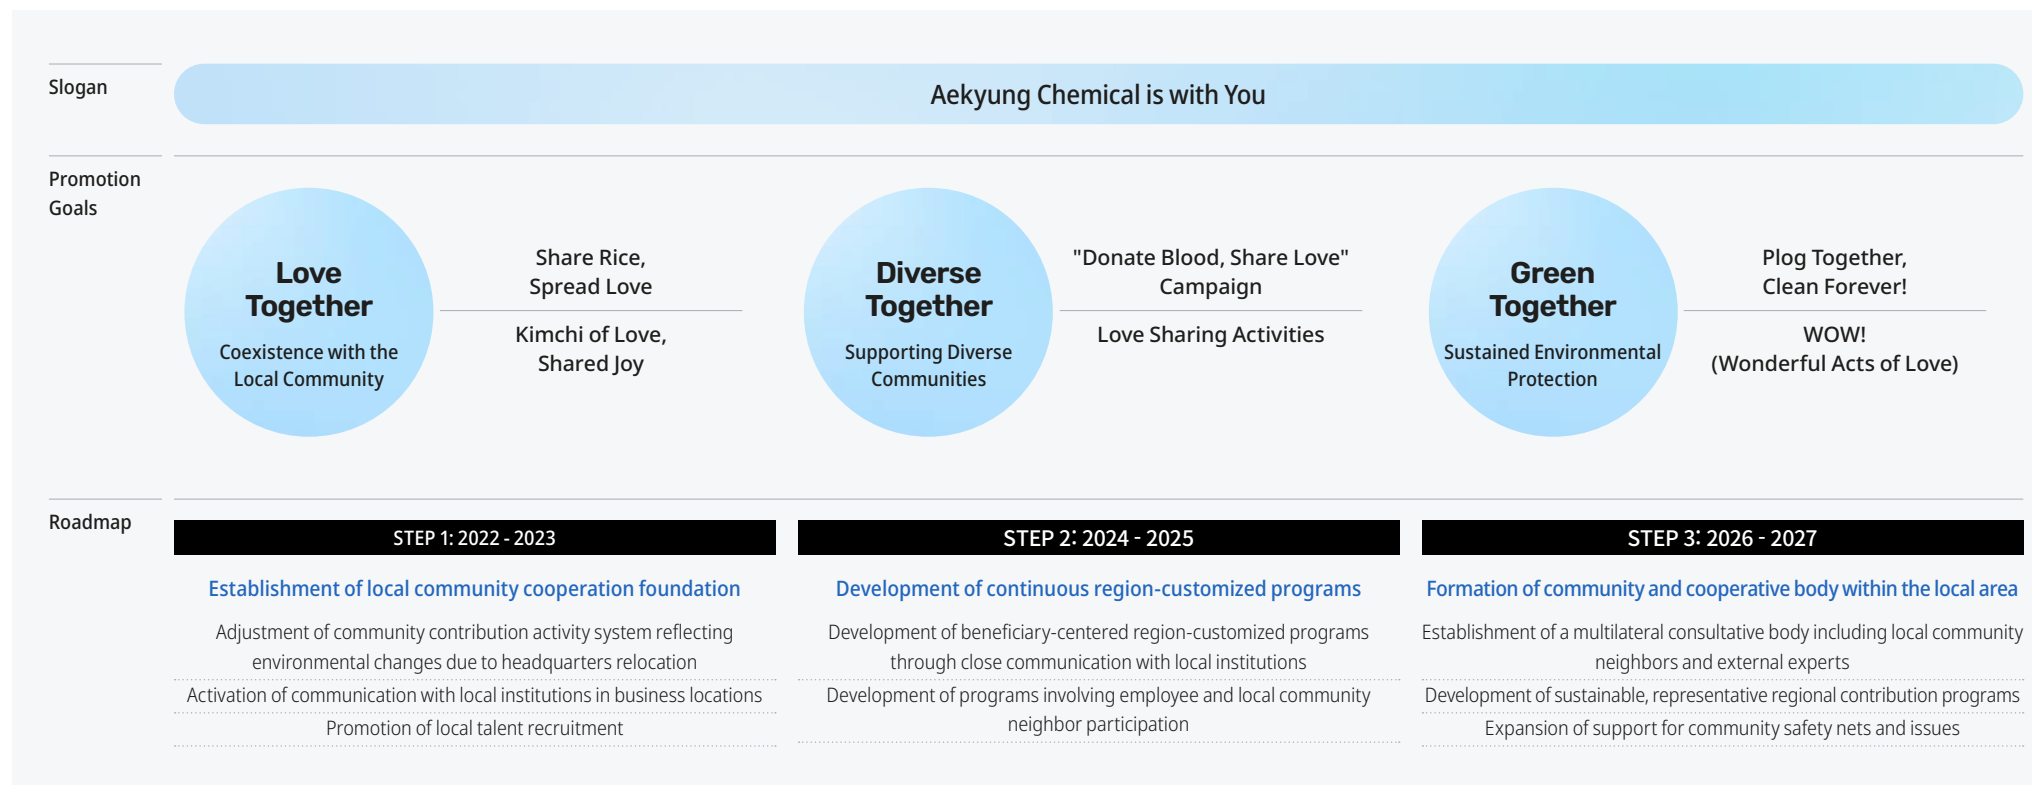 Slogan
Aekyung Chemical is with You
Promotion
Goals
Love
Together
Coexistence with the
Local Community
Share Rice,
Spread Love
Kimchi of Love,
Shared Joy
Diverse
Together
Supporting Diverse
Communities
"Donate Blood, Share Love"
Campaign
Love Sharing Activities
Green
Together
Sustained Environmental
Protection
Plog Together,
Clean Forever!
WOW!
(Wonderful Acts of Love)
Roadmap
STEP 1: 2022 - 2023
Establishment of local community cooperation foundation
Adjustment of community contribution activity system reflecting
environmental changes due to headquarters relocation
Activation of communication with local institutions in business locations
Promotion of local talent recruitment
STEP 2: 2024 - 2025
Development of continuous region-customized programs
Development of beneficiary-centered region-customized programs
through close communication with local institutions
Development of programs involving employee and local community
neighbor participation
STEP 3: 2026 - 2027
Formation of community and cooperative body within the local area
Establishment of a multilateral consultative body including local community
neighbors and external experts
Development of sustainable, representative regional contribution programs
Expansion of support for community safety nets and issues